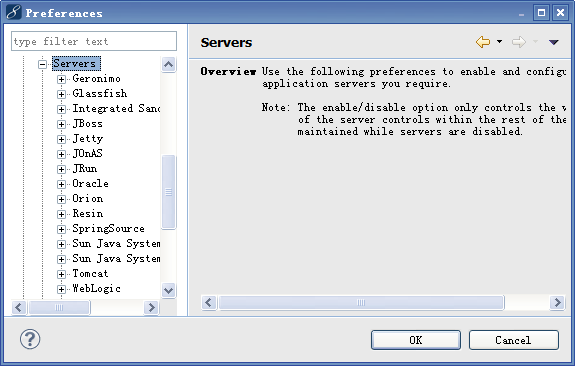 Preferences
type filter text
Servers
Geronimo
Glassfish
Integrated Sand
JBoss
Jetty
JOnAS
JRun
Oracle
Orion
Resin
SpringSource
Sun Java System
Sun Java System
Tomcat
WebLogic
Servers
Overview Use the following preferences to enable and configu
application servers you require.
Note: The enable/disable option only controls the v
of the server controls within the rest of the
maintained while servers are disabled.
?
OK
Cancel